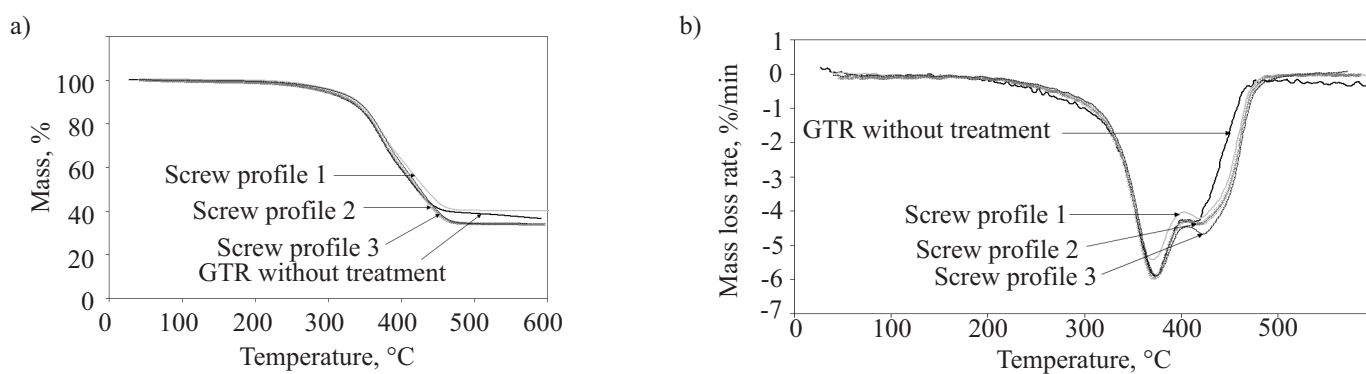 a)
Mass, %
100
80
60
40
20
0
Screw profile 1
Screw profile 2
Screw profile 3
GTR without treatment
0 100 200 300 400 500 600
Temperature, °C
b)
Mass loss rate, %/min
1
0
-1
-2
-3
-4
-5
-6
-7
GTR without treatment
Screw profile 1
Screw profile 2
Screw profile 3
0 100 200 300 400 500
Temperature, °C